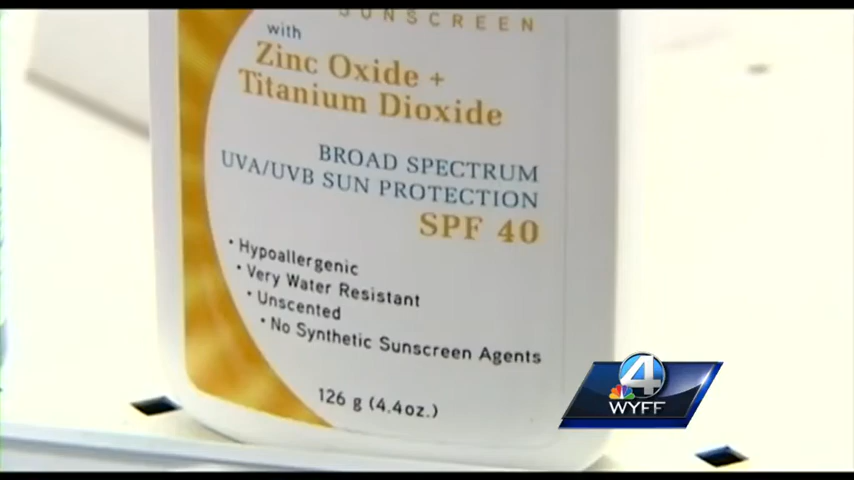 SUNSCREEN
with
Zinc Oxide +
Titanium Dioxide
BROAD SPECTRUM
UVA/UVB SUN PROTECTION
SPF 40
• Hypoallergenic
• Very Water Resistant
• Unscented
• No Synthetic Sunscreen Agents
126 g (4.4oz.)
4
WYFF